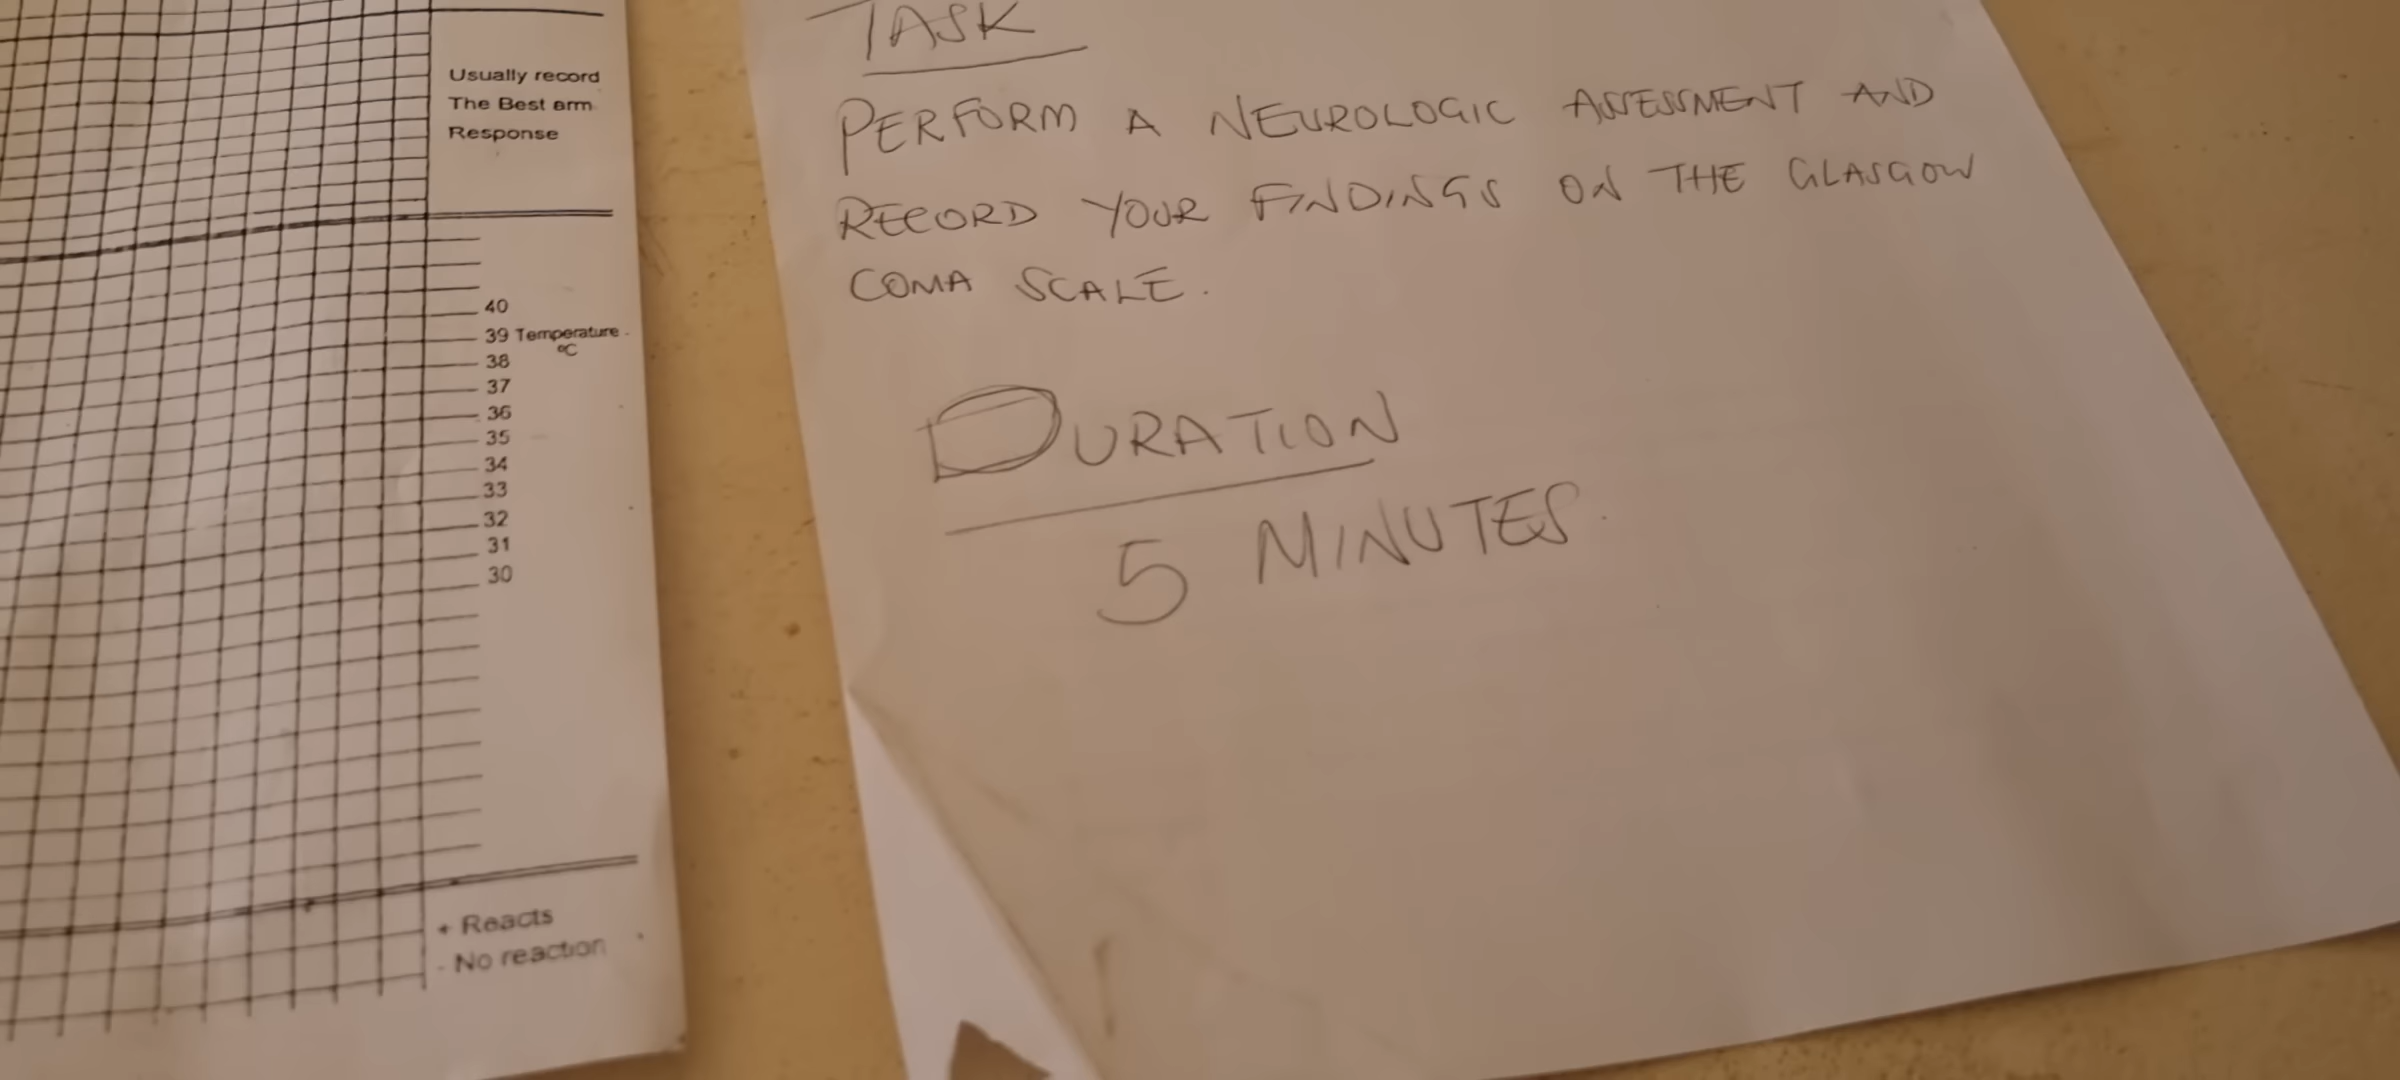 Usually record
The Best arm
Response
40
39 Temperature
°C
38
37
36
35
34
33
32
31
30
+ Reacts
- No reaction
TASK
PERFORM A NEUROLOGIC ASSESSMENT AND
RECORD YOUR FINDINGS ON THE GLASGOW
COMA SCALE.
DURATION
5 MINUTES.